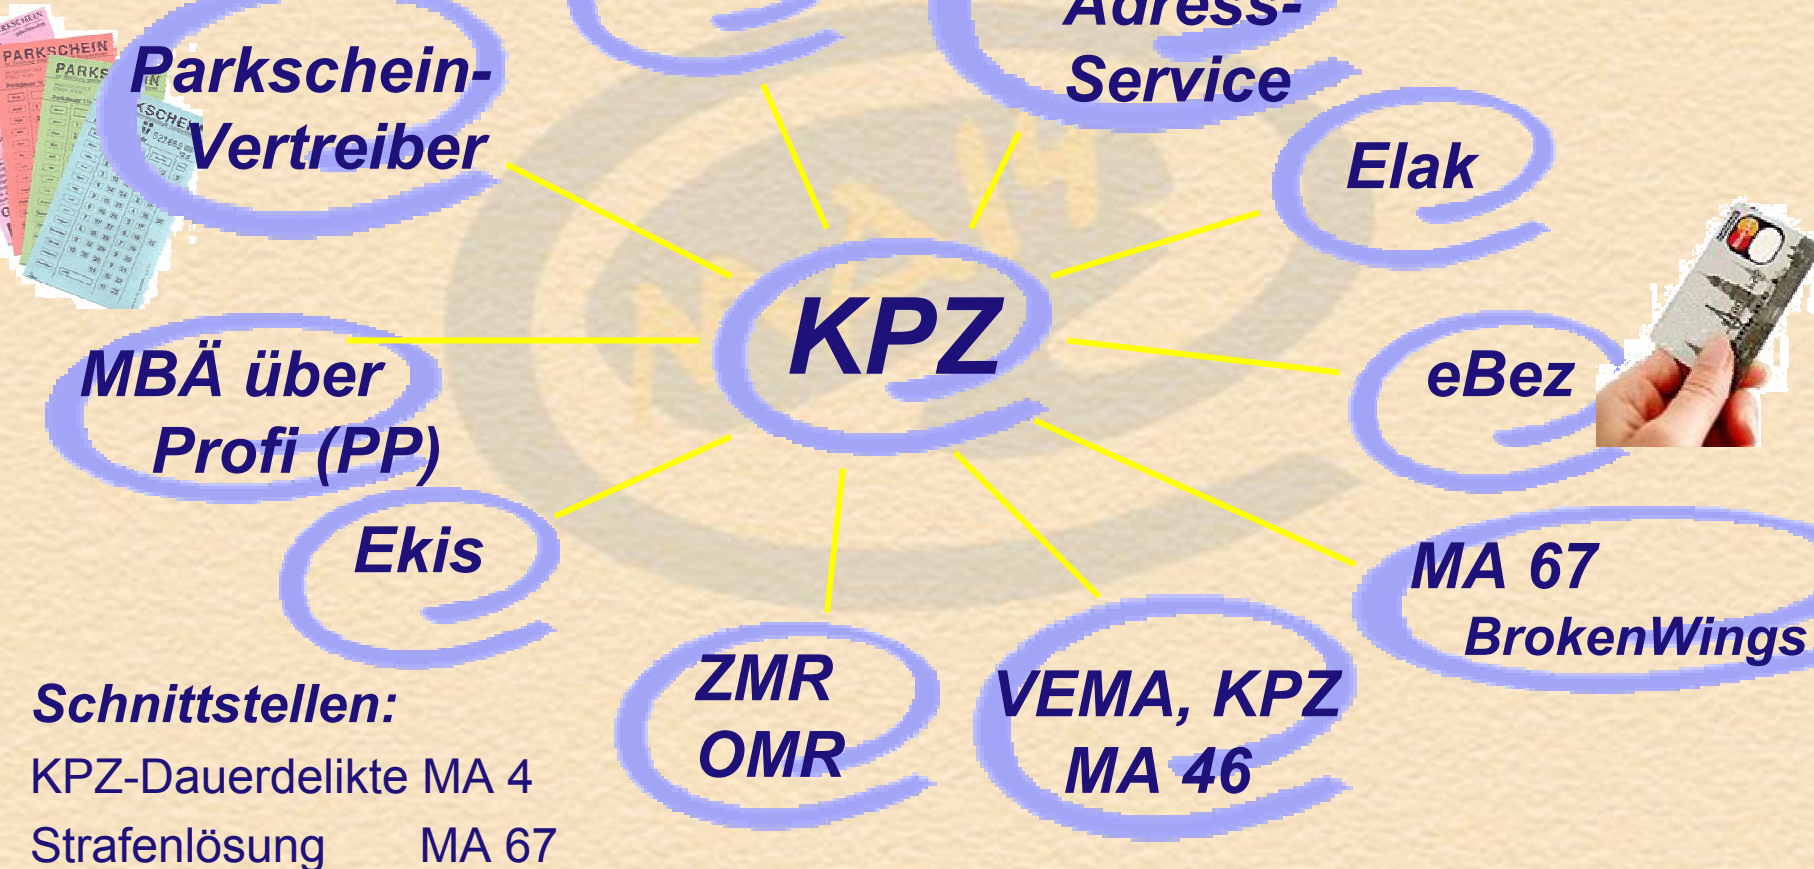 Adress-
Service
Parkschein-
Vertreiber
PARKSCHEIN
Elak
KPZ
MBÄ über
Profi (PP)
eBez
Ekis
MA 67
BrokenWings
ZMR
OMR
VEMA, KPZ
MA 46
Schnittstellen:
KPZ-Dauerdelikte MA 4
Strafenlösung MA 67